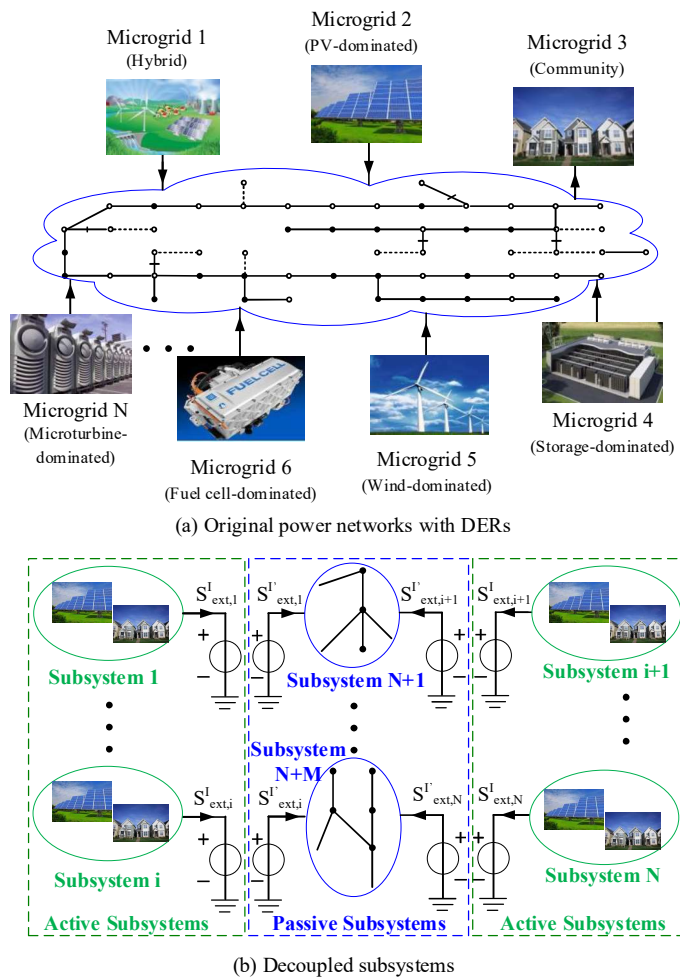 Microgrid 1
(Hybrid)
Microgrid 2
(PV-dominated)
Microgrid 3
(Community)
Microgrid N
(Microturbine-
dominated)
FUEL CELL
Microgrid 6
(Fuel cell-dominated)
Microgrid 5
(Wind-dominated)
Microgrid 4
(Storage-dominated)
(a) Original power networks with DERs
S^I_ext,1
Subsystem 1
S^I'_ext,1
S^I'_ext,i+1
Subsystem N+1
S^I_ext,i+1
Subsystem i+1
S^I_ext,i
Subsystem i
Active Subsystems
Subsystem
N+M
S^I'_ext,i
S^I'_ext,N
Passive Subsystems
S^I_ext,N
Subsystem N
Active Subsystems
(b) Decoupled subsystems